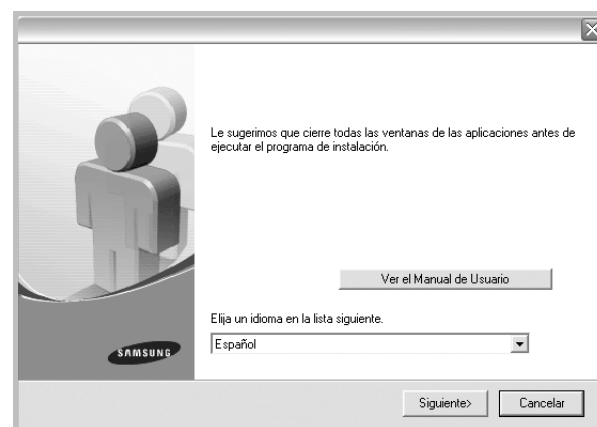 Le sugerimos que cierre todas las ventanas de las aplicaciones antes de
ejecutar el programa de instalación.
Ver el Manual de Usuario
Elija un idioma en la lista siguiente.
Español
SAMSUNG
Siguiente>
Cancelar